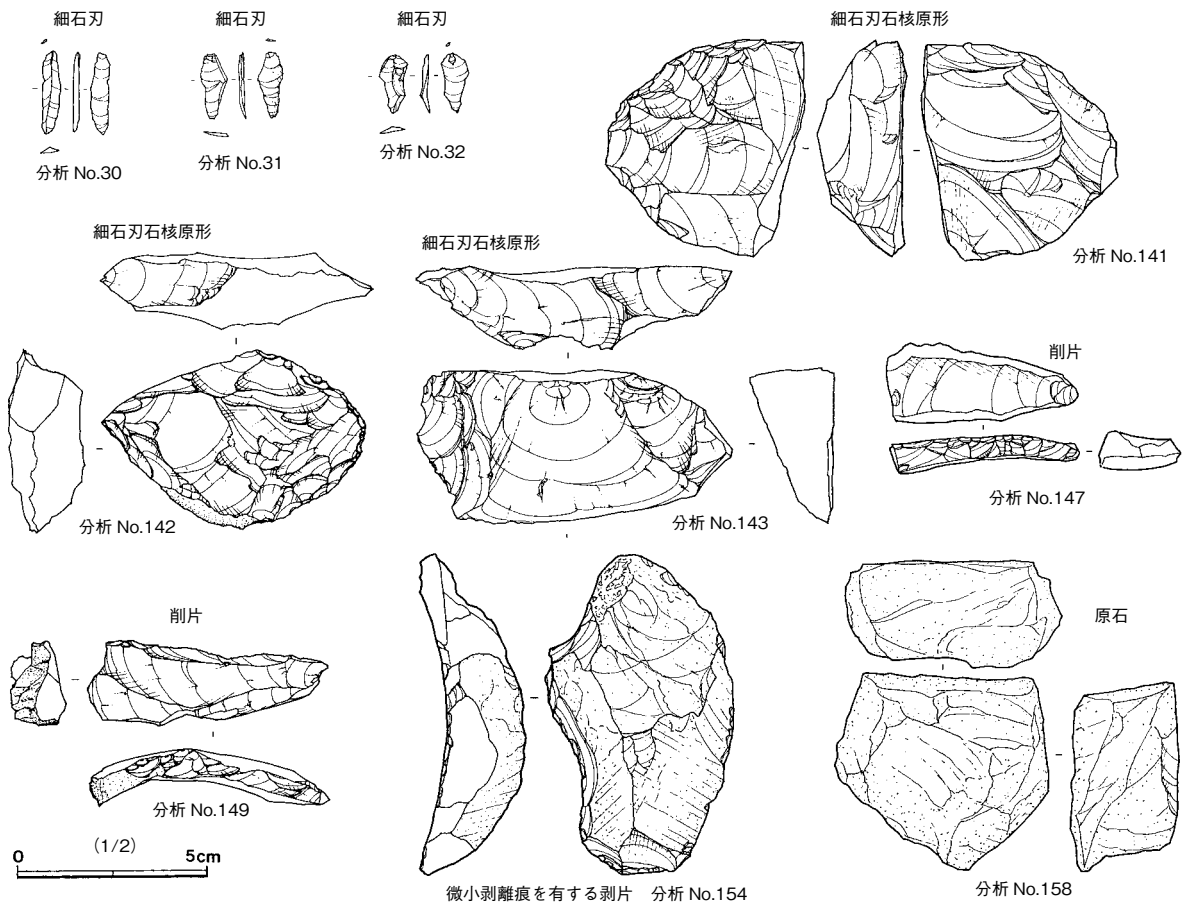 細石刃
分析 No.30
細石刃
分析 No.31
細石刃
分析 No.32
細石刃石核原形
分析 No.141
細石刃石核原形
分析 No.142
細石刃石核原形
分析 No.143
削片
分析 No.147
削片
分析 No.149
微小剥離痕を有する剥片 分析 No.154
原石
分析 No.158
(1/2)
0 5cm